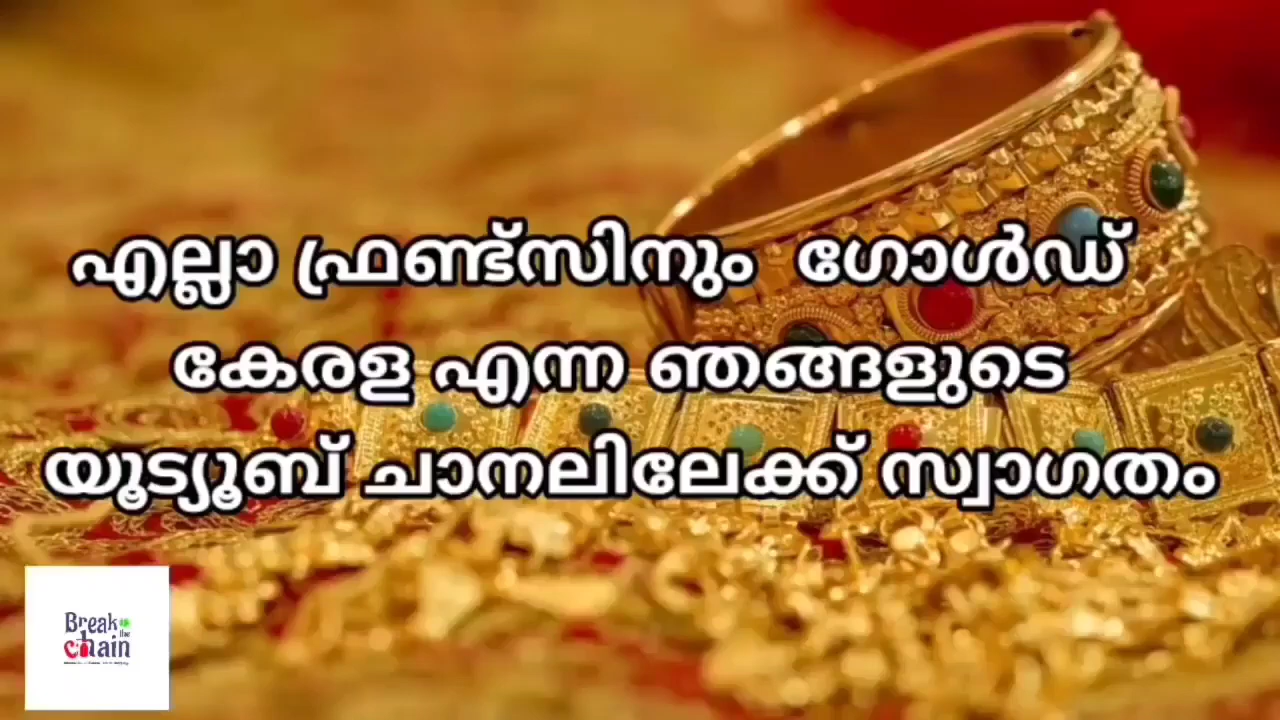 എല്ലാ ഫ്രണ്ട്സിനും ഗോൾഡ്
കേരള എന്ന ഞങ്ങളുടെ
യൂട്യൂബ് ചാനലിലേക്ക് സ്വാഗതം
Break
the
chain